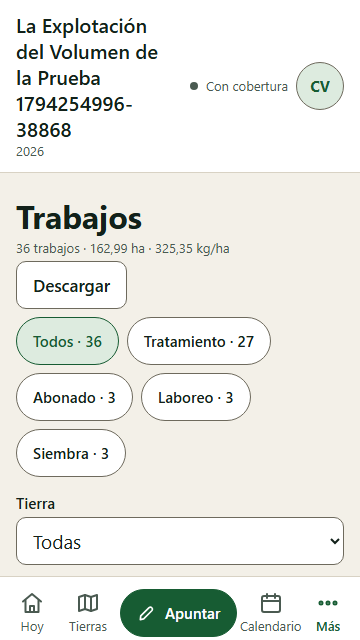 La Explotación
del Volumen de
la Prueba
1794254996-
38868
2026
Con cobertura
CV
Trabajos
36 trabajos · 162,99 ha · 325,35 kg/ha
Descargar
Todos · 36
Tratamiento · 27
Abonado · 3
Laboreo · 3
Siembra · 3
Tierra
Todas
Hoy
Tierras
Apuntar
Calendario
Más